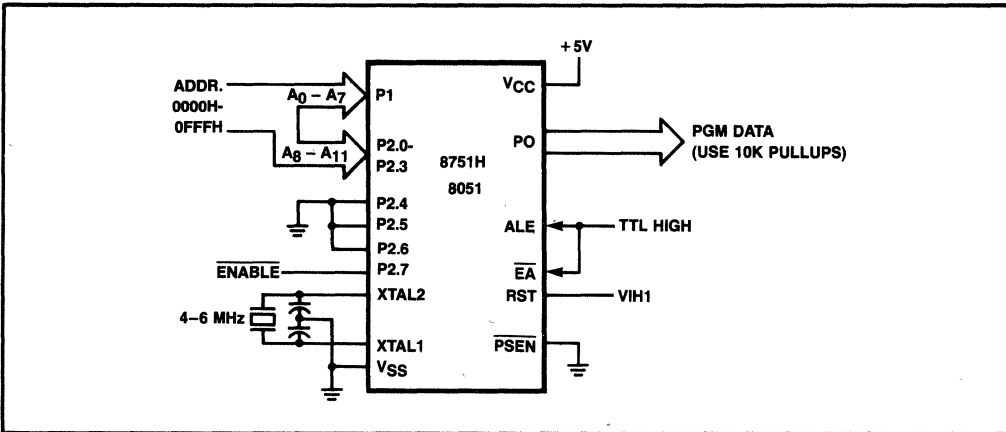 +5V
ADDR.
0000H-
0FFFH
A0 – A7
A8 – A11
P1
P2.0-
P2.3
P2.4
P2.5
P2.6
P2.7
ENABLE
XTAL2
4–6 MHz
XTAL1
VSS
8751H
8051
VCC
PO
PGM DATA
(USE 10K PULLUPS)
ALE
TTL HIGH
EA
RST
VIH1
PSEN